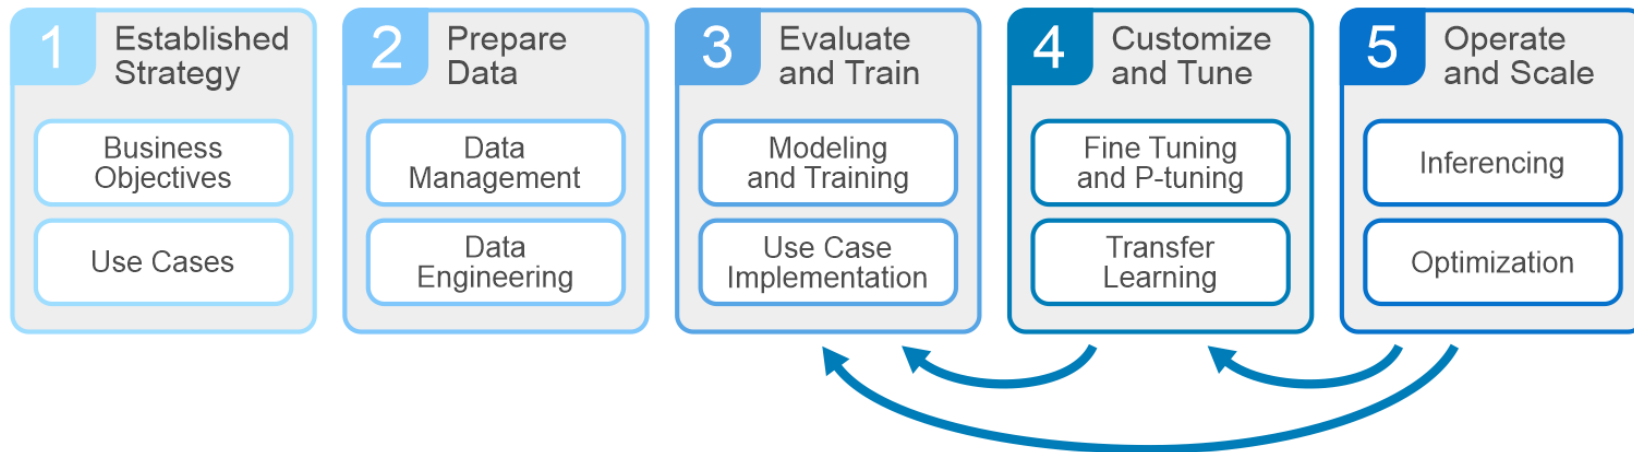 1
Established
Strategy
Business
Objectives
Use Cases
2
Prepare
Data
Data
Management
Data
Engineering
3
Evaluate
and Train
Modeling
and Training
Use Case
Implementation
4
Customize
and Tune
Fine Tuning
and P-tuning
Transfer
Learning
5
Operate
and Scale
Inferencing
Optimization